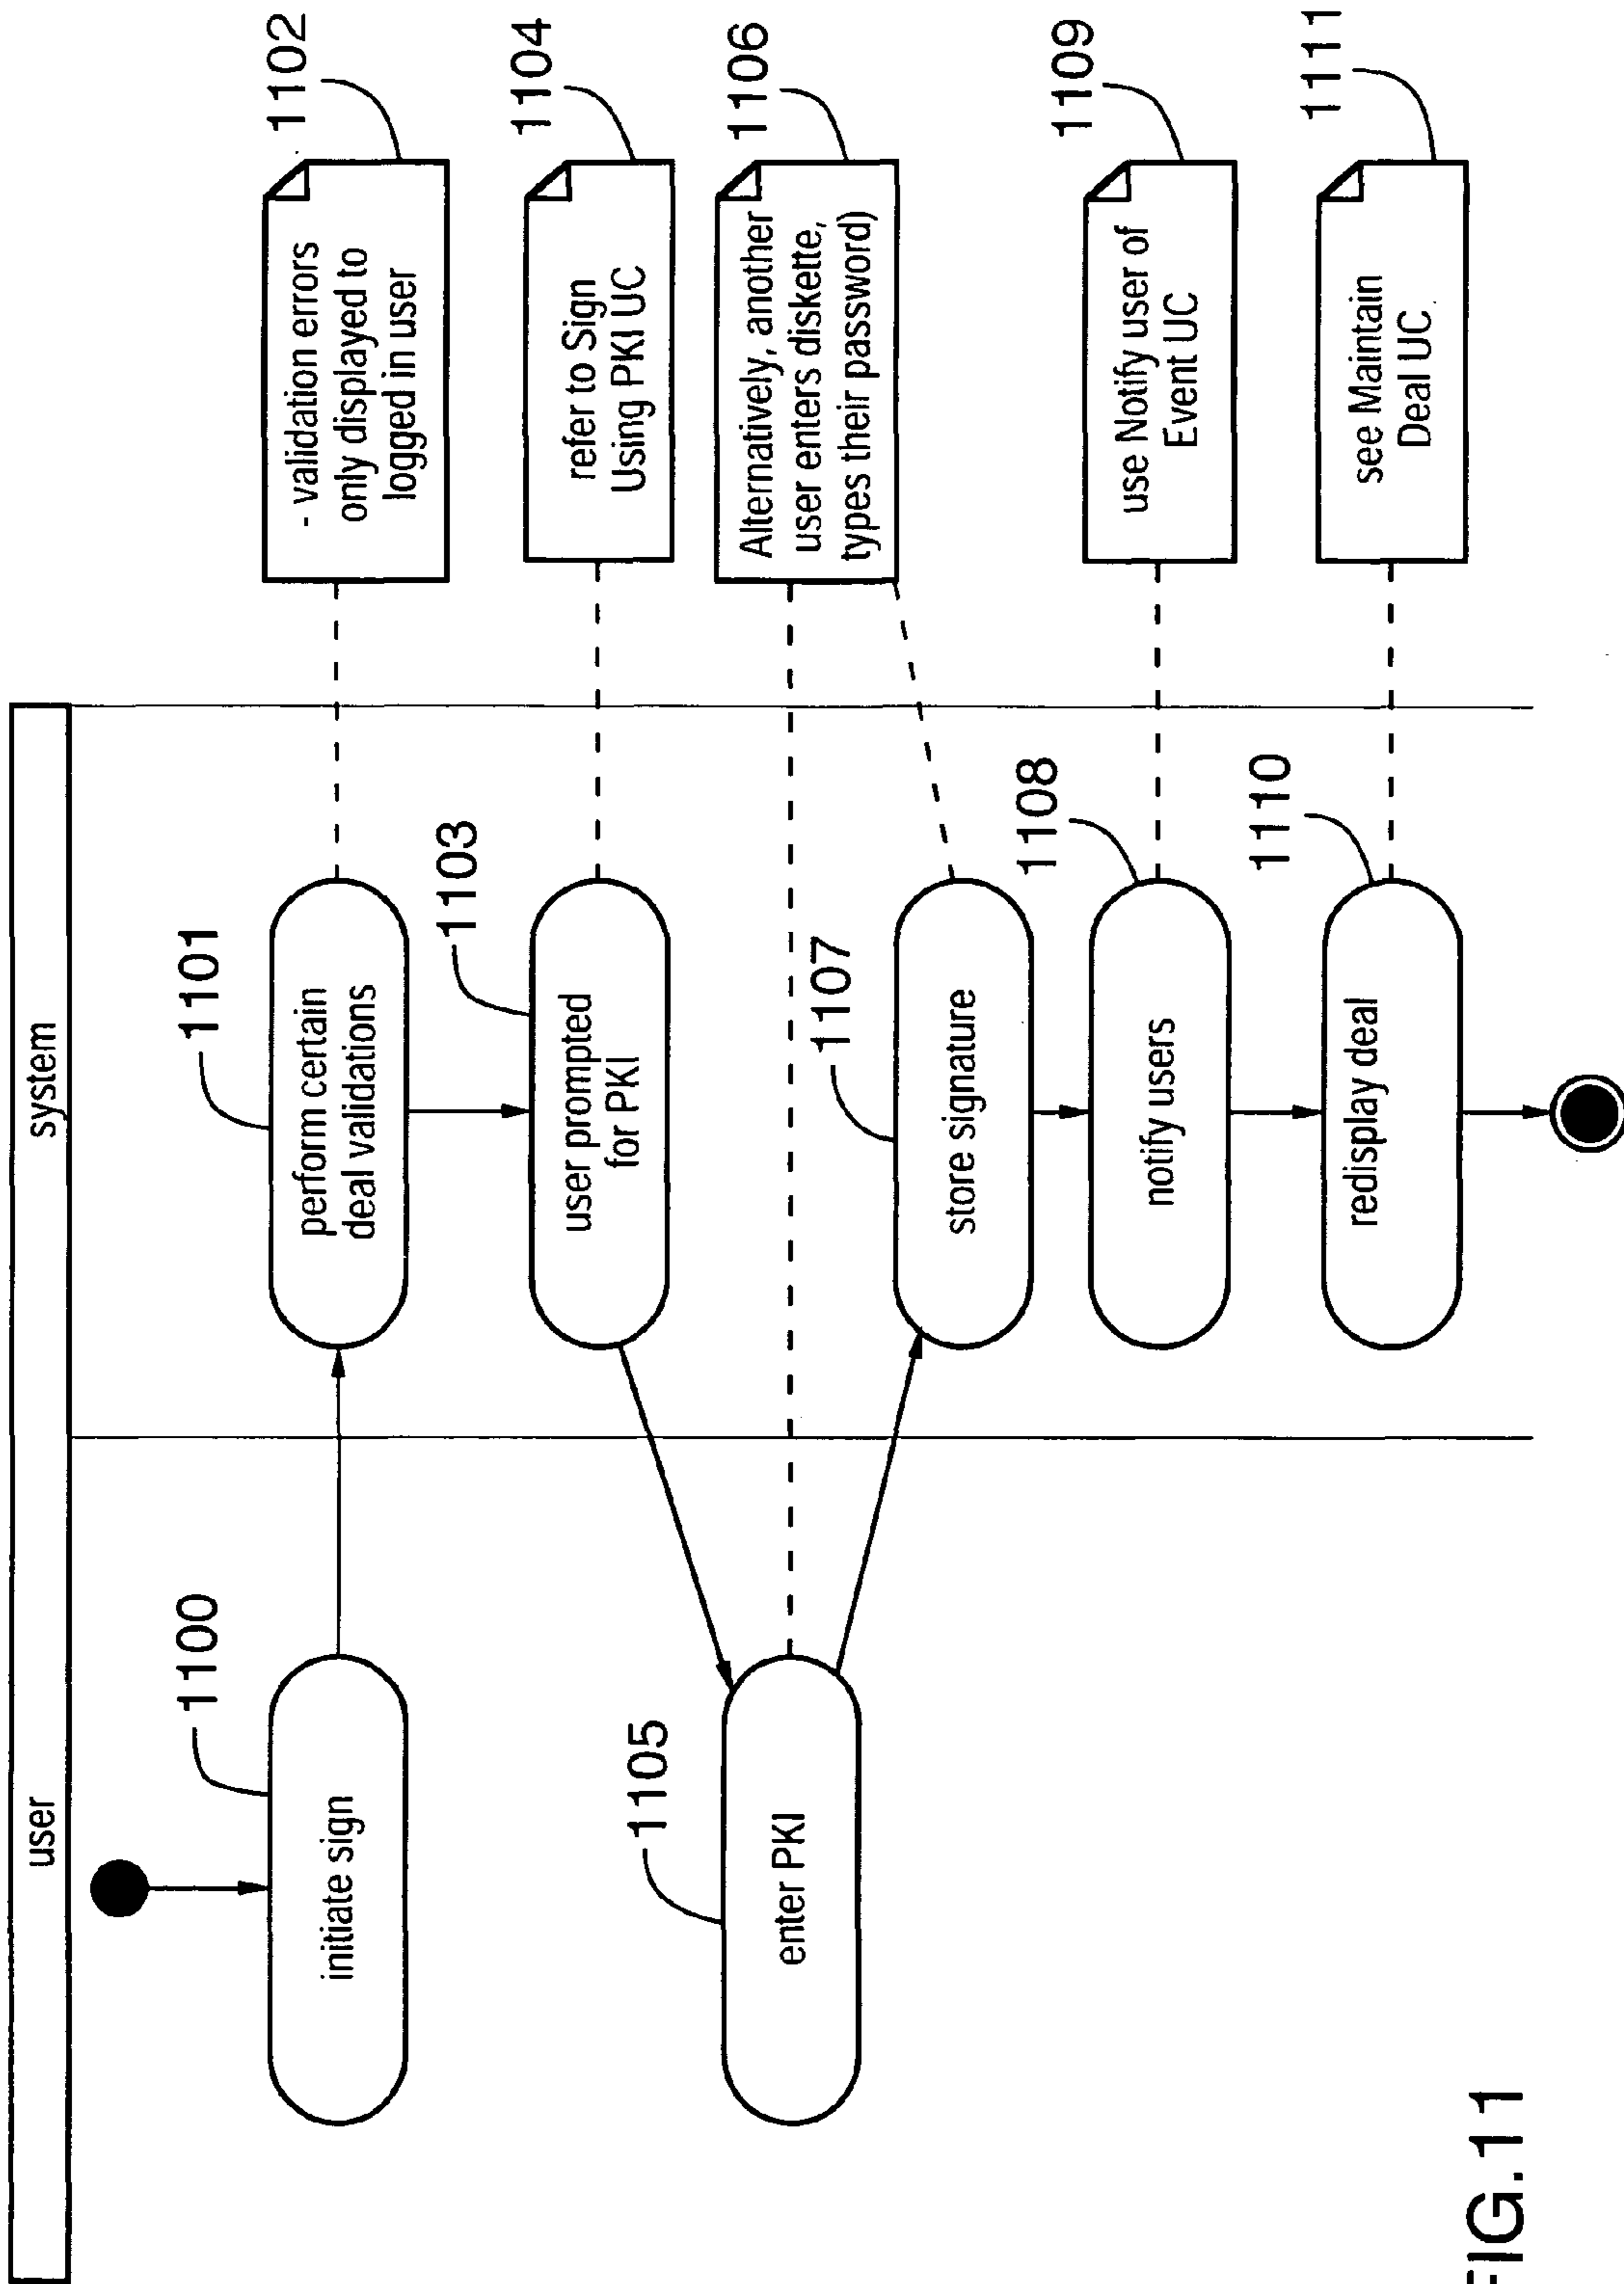 user
system
1100
initiate sign
1101
perform certain
deal validations
1102
- validation errors
only displayed to
logged in user
1103
user prompted
for PKI
1104
refer to Sign
Using PKI UC
1105
enter PKI
1106
Alternatively, another
user enters diskette,
types their password)
1107
store signature
1108
notify users
1109
use Notify user of
Event UC
1110
redisplay deal
1111
see Maintain
Deal UC
FIG.11